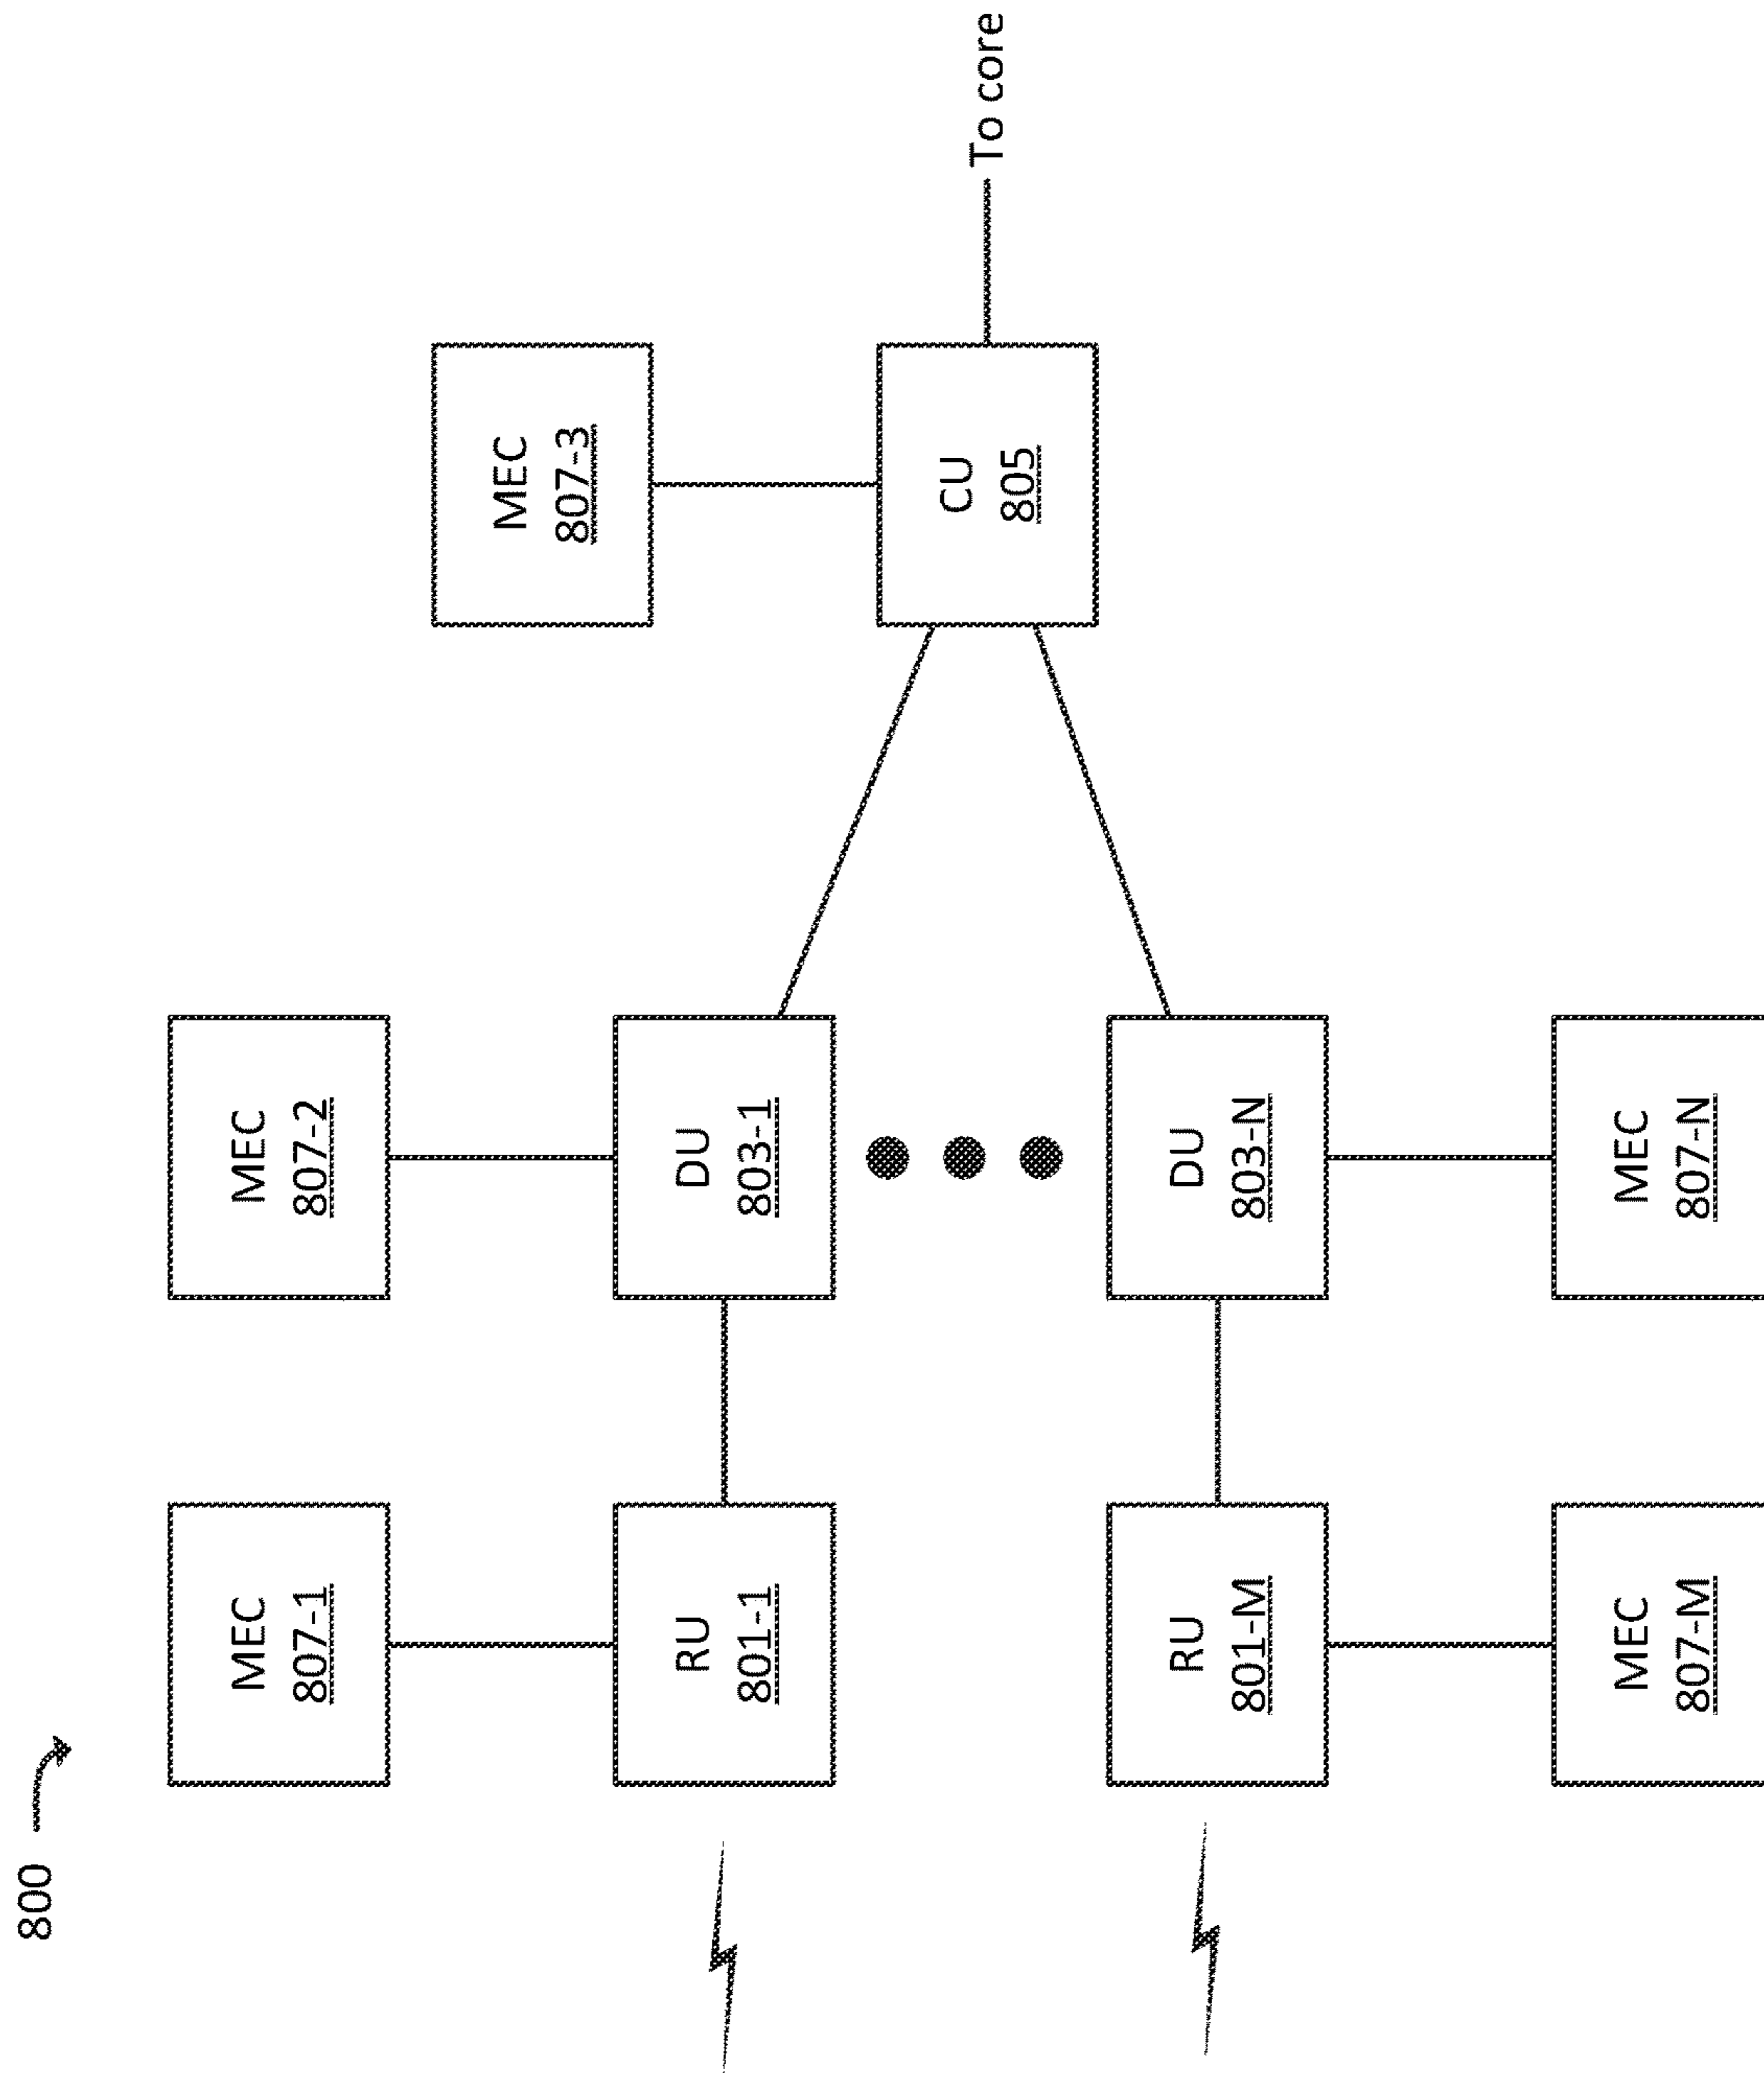 800
MEC
807-1
MEC
807-2
MEC
807-3
RU
801-1
DU
803-1
CU
805
To core
RU
801-M
DU
803-N
MEC
807-M
MEC
807-N